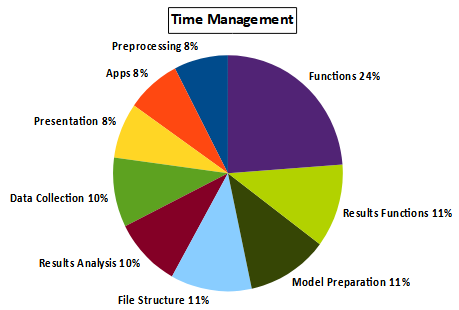 Time Management
Preprocessing 8%
Apps 8%
Functions 24%
Presentation 8%
Data Collection 10%
Results Functions 11%
Results Analysis 10%
Model Preparation 11%
File Structure 11%